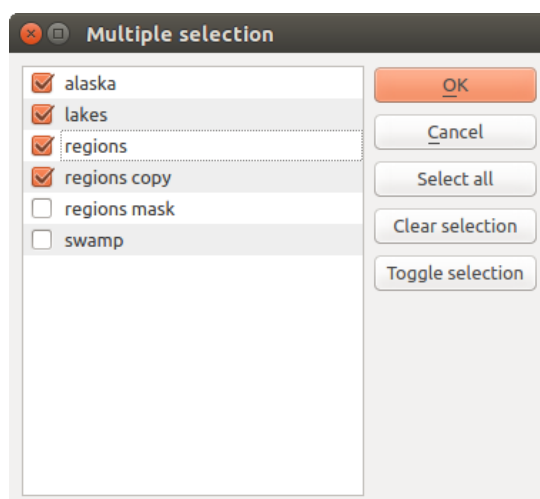 Multiple selection
alaska
lakes
regions
regions copy
regions mask
swamp
OK
Cancel
Select all
Clear selection
Toggle selection